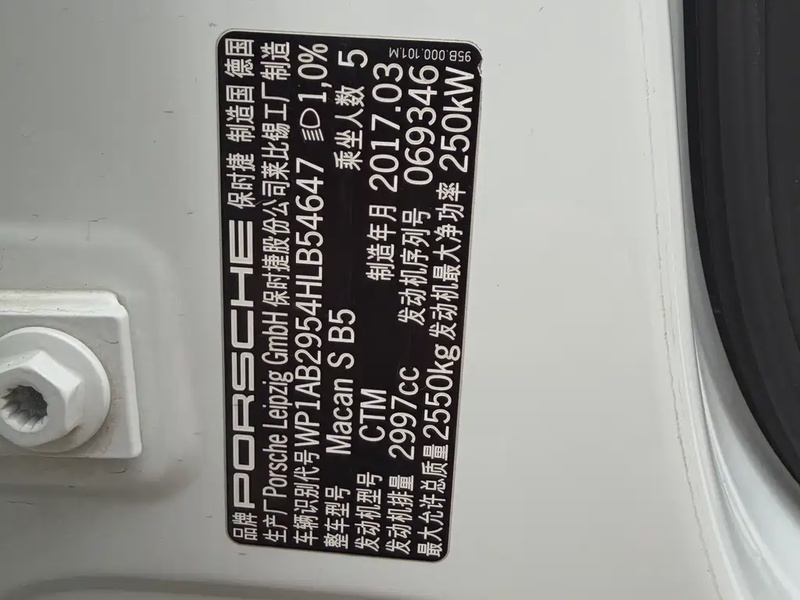 品牌 PORSCHE 保时捷 制造国 德国
生产厂 Porsche Leipzig GmbH 保时捷股份公司莱比锡工厂制造
车辆识别代号 WP1AB2954HLB54647 1,0%
整车型号 Macan S B5 乘坐人数 5
发动机型号 CTM 制造年月 2017.03
发动机排量 2997cc 发动机序列号 069346
最大允许总质量 2550kg 发动机最大净功率 250kW
95B.000.101.M